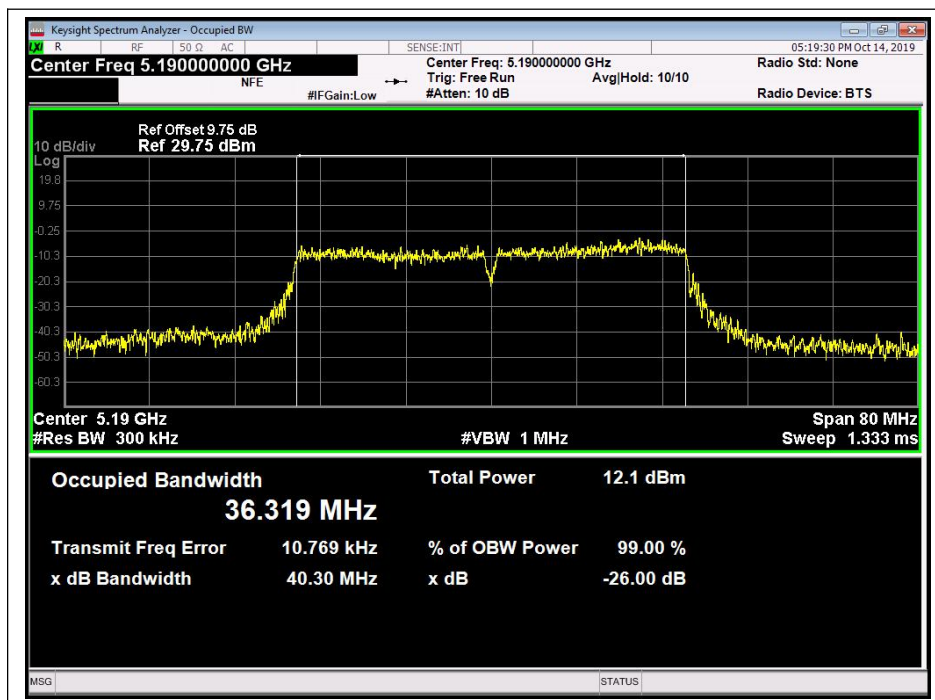 Keysight Spectrum Analyzer - Occupied BW
LXI R RF 50 Ω AC SENSE:INT 05:19:30 PM Oct 14, 2019
Center Freq 5.190000000 GHz Center Freq: 5.190000000 GHz Radio Std: None
NFE Trig: Free Run Avg|Hold: 10/10
#IFGain:Low #Atten: 10 dB Radio Device: BTS
Ref Offset 9.75 dB
10 dB/div Ref 29.75 dBm
Log
19.8
9.75
-0.25
-10.3
-20.3
-30.3
-40.3
-50.3
-60.3
Center 5.19 GHz Span 80 MHz
#Res BW 300 kHz #VBW 1 MHz Sweep 1.333 ms
Occupied Bandwidth Total Power 12.1 dBm
36.319 MHz
Transmit Freq Error 10.769 kHz % of OBW Power 99.00 %
x dB Bandwidth 40.30 MHz x dB -26.00 dB
MSG STATUS